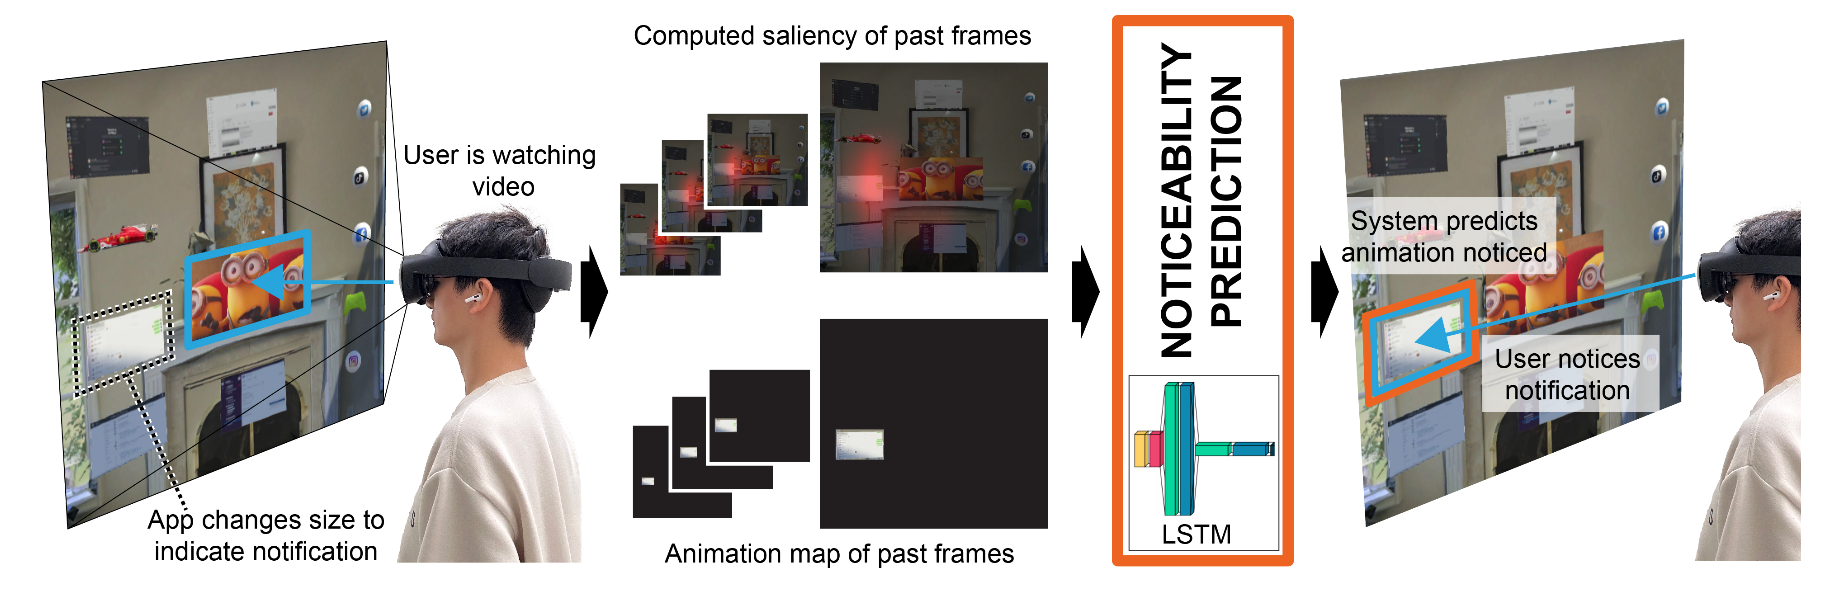 User is watching
video
App changes size to
indicate notification
Computed saliency of past frames
Animation map of past frames
NOTICEABILITY
PREDICTION
LSTM
System predicts
animation noticed
User notices
notification